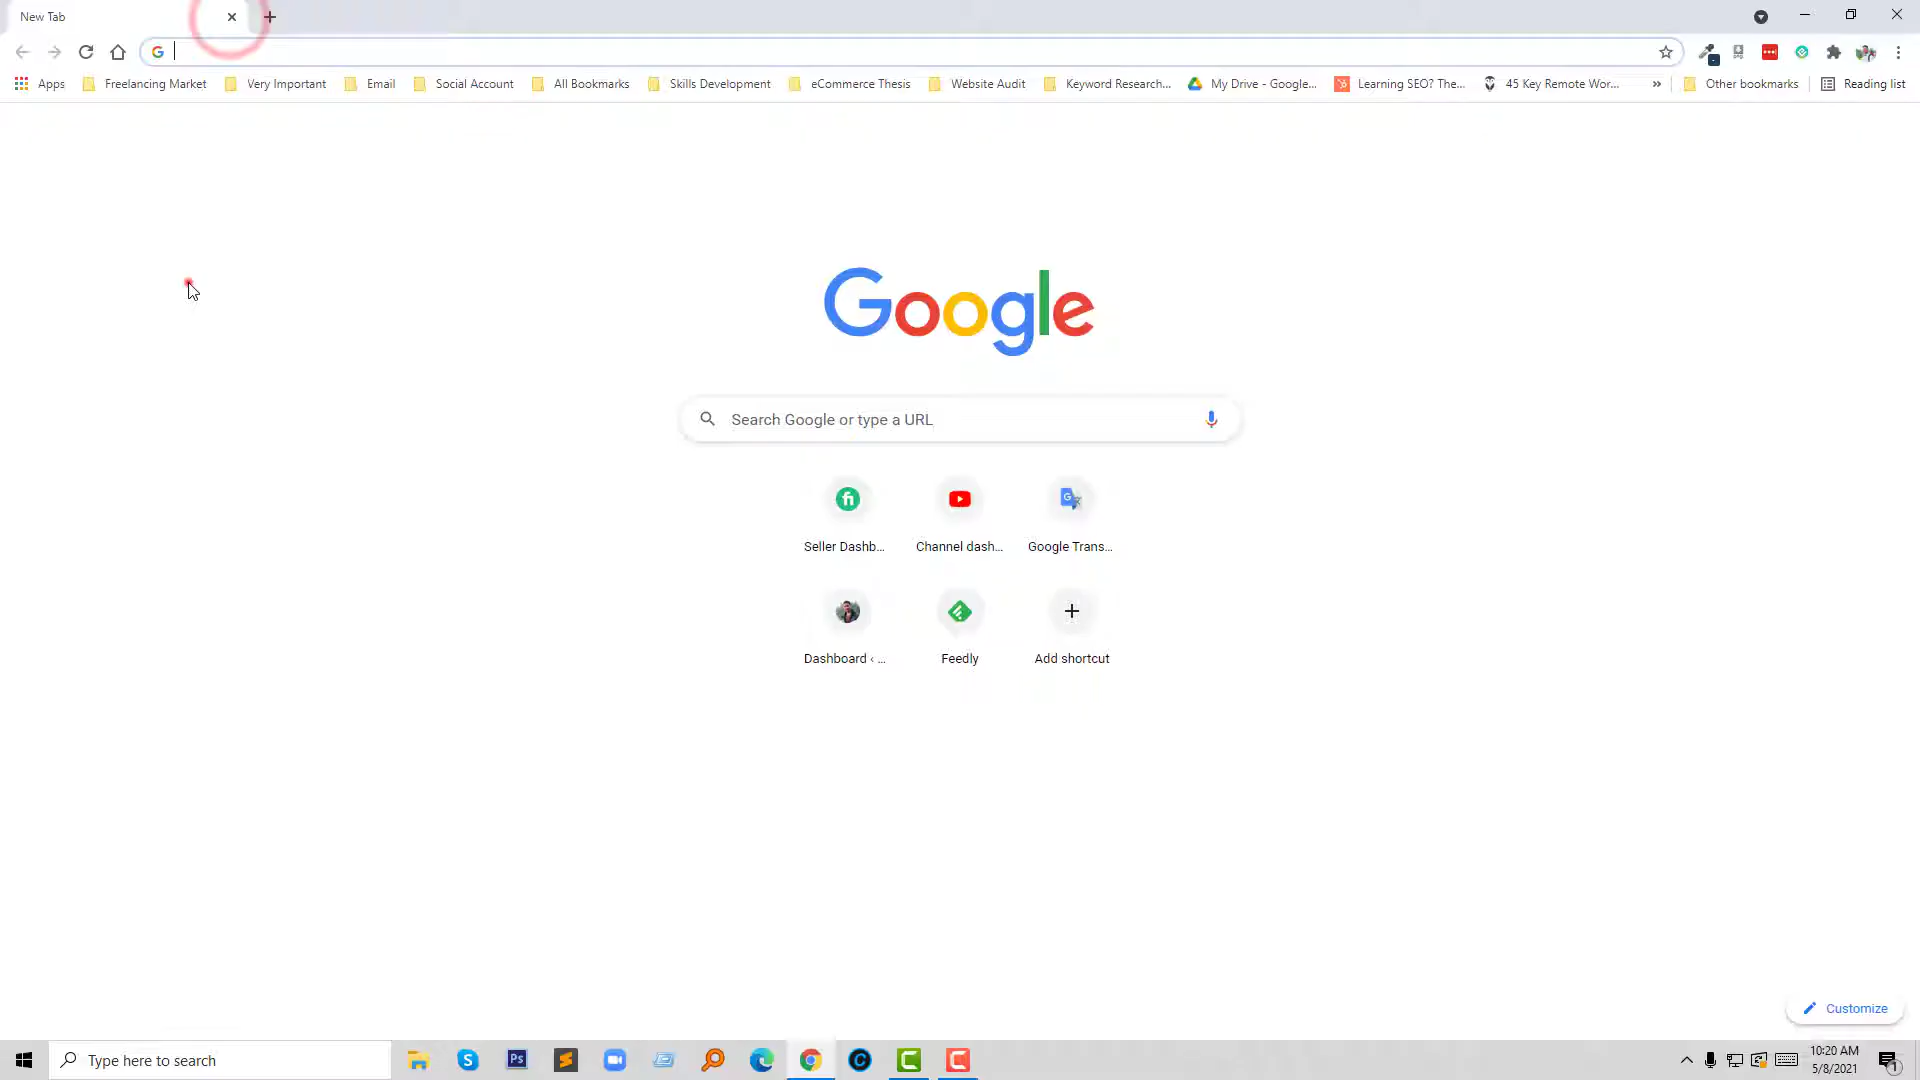 New Tab
Apps Freelancing Market Very Important Email Social Account All Bookmarks Skills Development eCommerce Thesis Website Audit Keyword Research... My Drive - Google... Learning SEO? The... 45 Key Remote Wor... » Other bookmarks Reading list
Google
Search Google or type a URL
Seller Dashb... Channel dash... Google Trans...
Dashboard ‹ ... Feedly Add shortcut
Customize
Type here to search
10:20 AM
5/8/2021